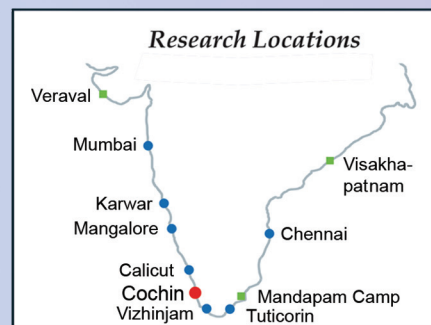 Research Locations
Veraval
Mumbai
Visakha-
patnam
Karwar
Mangalore
Chennai
Calicut
Cochin
Mandapam Camp
Vizhinjam
Tuticorin